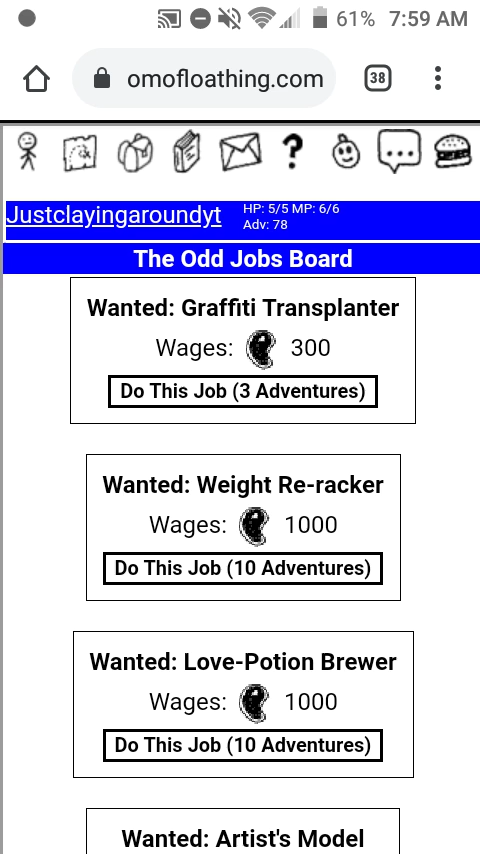 61% 7:59 AM
omofloathing.com 38
?
Justclayingaroundyt
HP: 5/5 MP: 6/6
Adv: 78
The Odd Jobs Board
Wanted: Graffiti Transplanter
Wages: 300
Do This Job (3 Adventures)
Wanted: Weight Re-racker
Wages: 1000
Do This Job (10 Adventures)
Wanted: Love-Potion Brewer
Wages: 1000
Do This Job (10 Adventures)
Wanted: Artist's Model